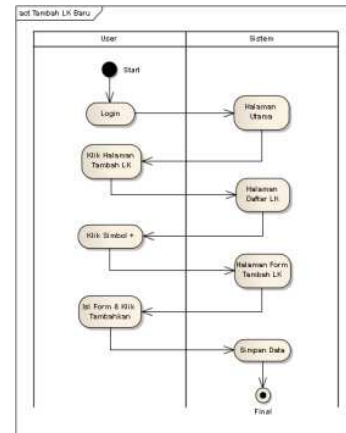 act Tambah LK Baru
User
Sistem
Start
Login
Halaman
Utama
Klik Halaman
Tambah LK
Halaman
Daftar LK
Klik Simbol +
Halaman Form
Tambah LK
Isi Form & Klik
Tambahkan
Simpan Data
Final